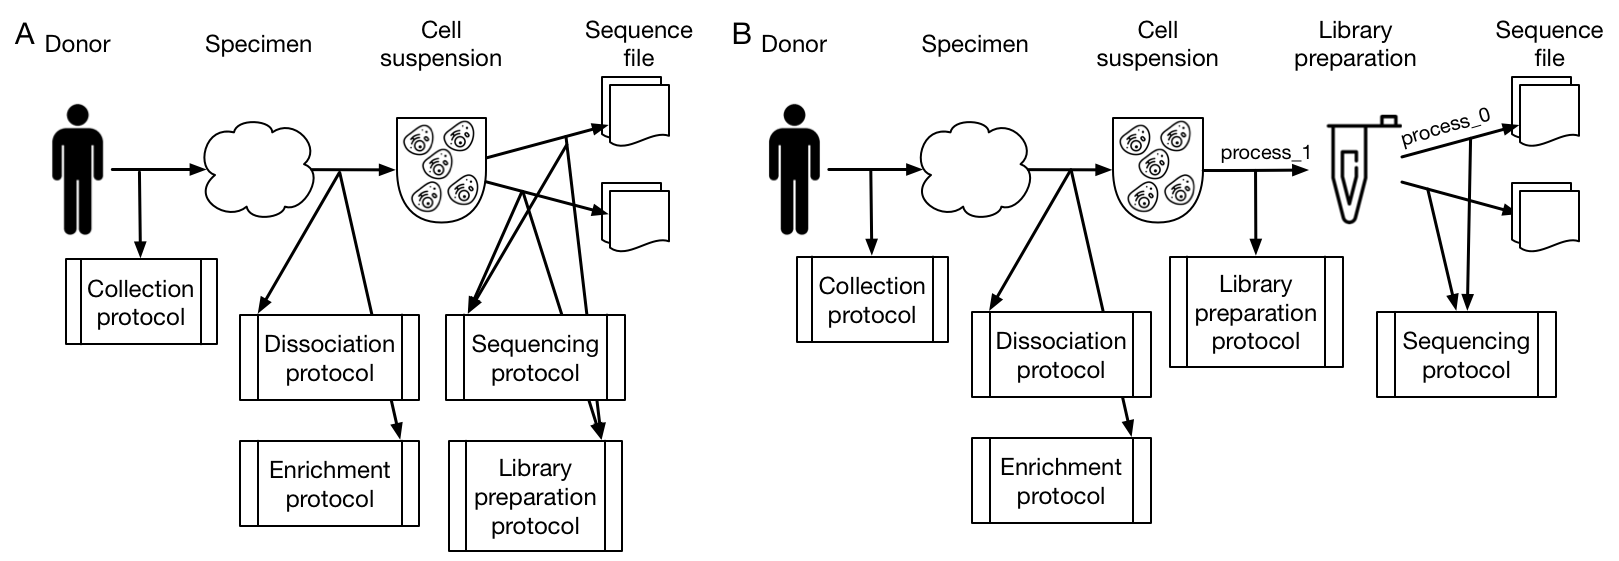 A
Donor
Specimen
Cell
suspension
Sequence
file
Collection
protocol
Dissociation
protocol
Sequencing
protocol
Enrichment
protocol
Library
preparation
protocol
B
Donor
Specimen
Cell
suspension
Library
preparation
Sequence
file
process_1
process_0
Collection
protocol
Library
preparation
protocol
Dissociation
protocol
Sequencing
protocol
Enrichment
protocol